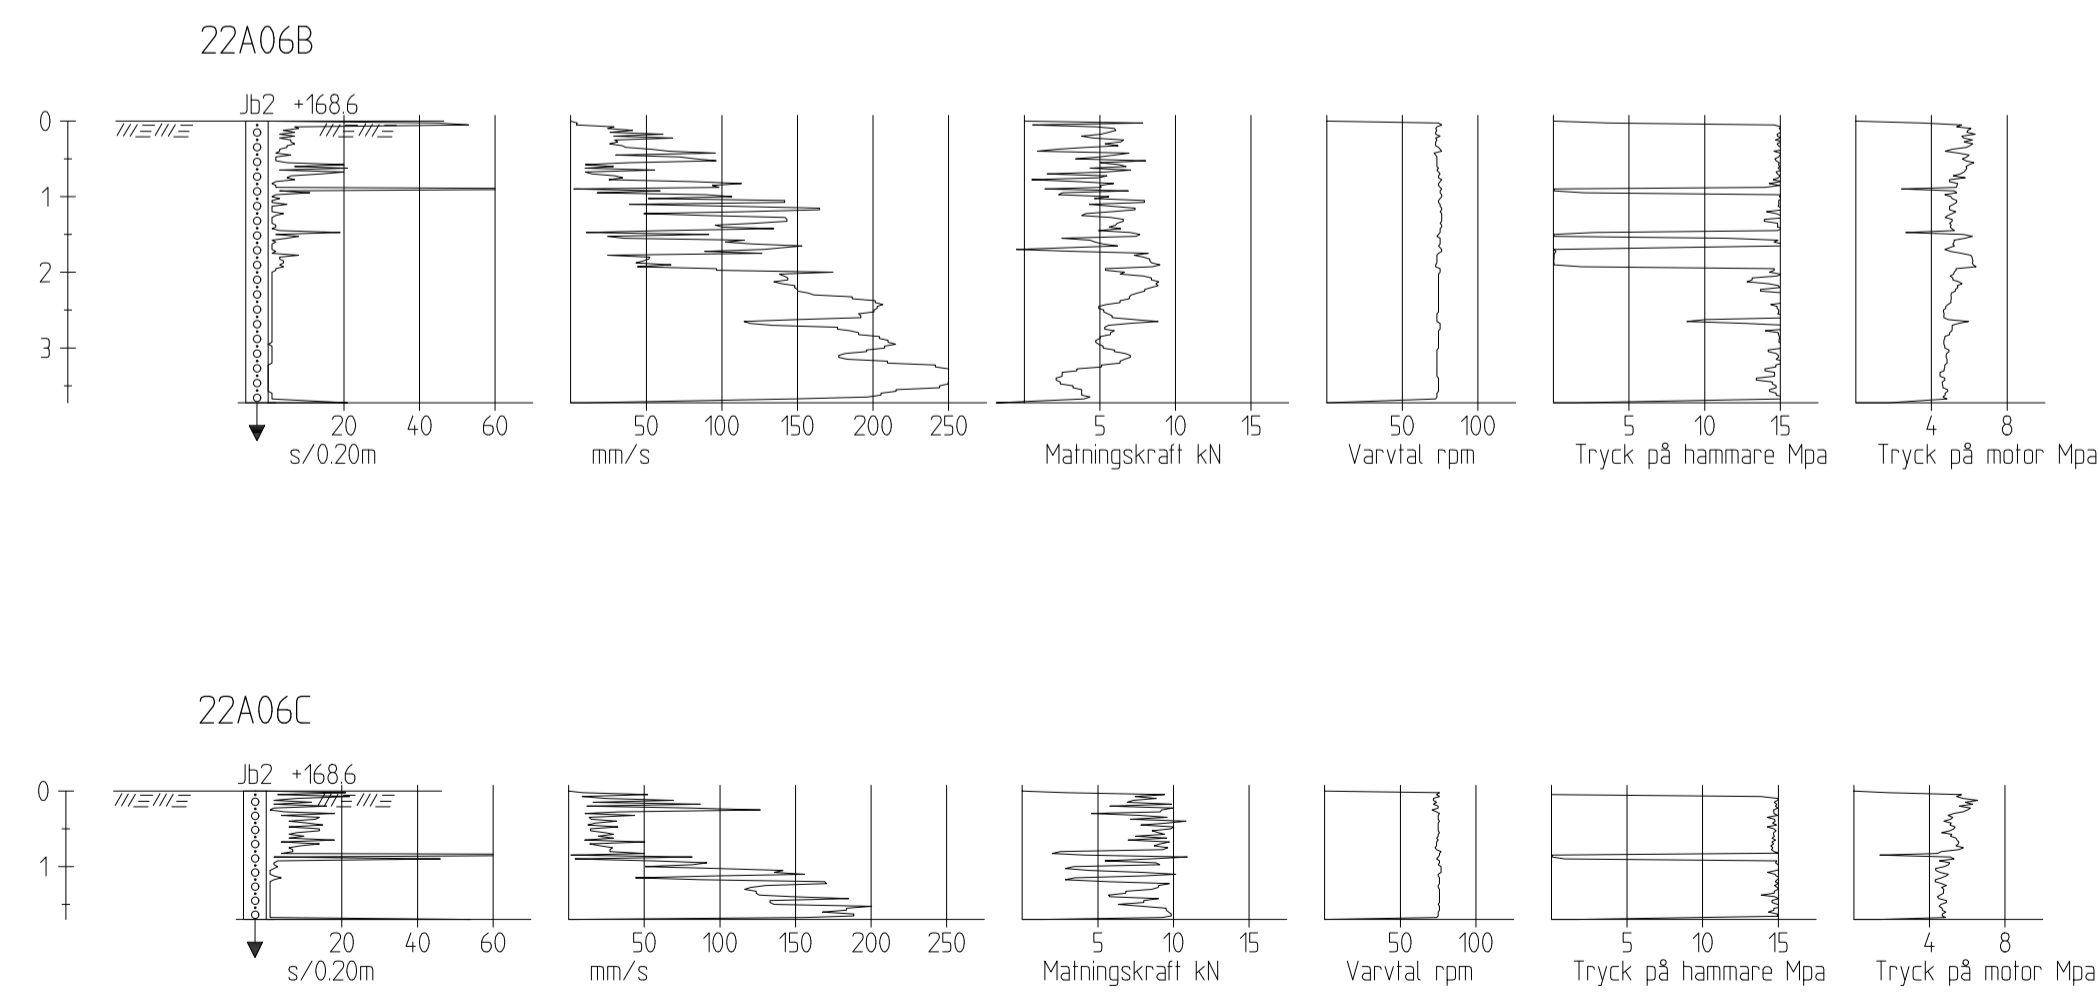 22A06B
Jb2 +168.6
0
1
2
3
20 40 60 50 100 150 200 250 5 10 15 50 100 5 10 15 4 8
s/0.20m mm/s Matningskraft kN Varvtal rpm Tryck på hammare Mpa Tryck på motor Mpa
22A06C
Jb2 +168.6
0
1
20 40 60 50 100 150 200 250 5 10 15 50 100 5 10 15 4 8
s/0.20m mm/s Matningskraft kN Varvtal rpm Tryck på hammare Mpa Tryck på motor Mpa